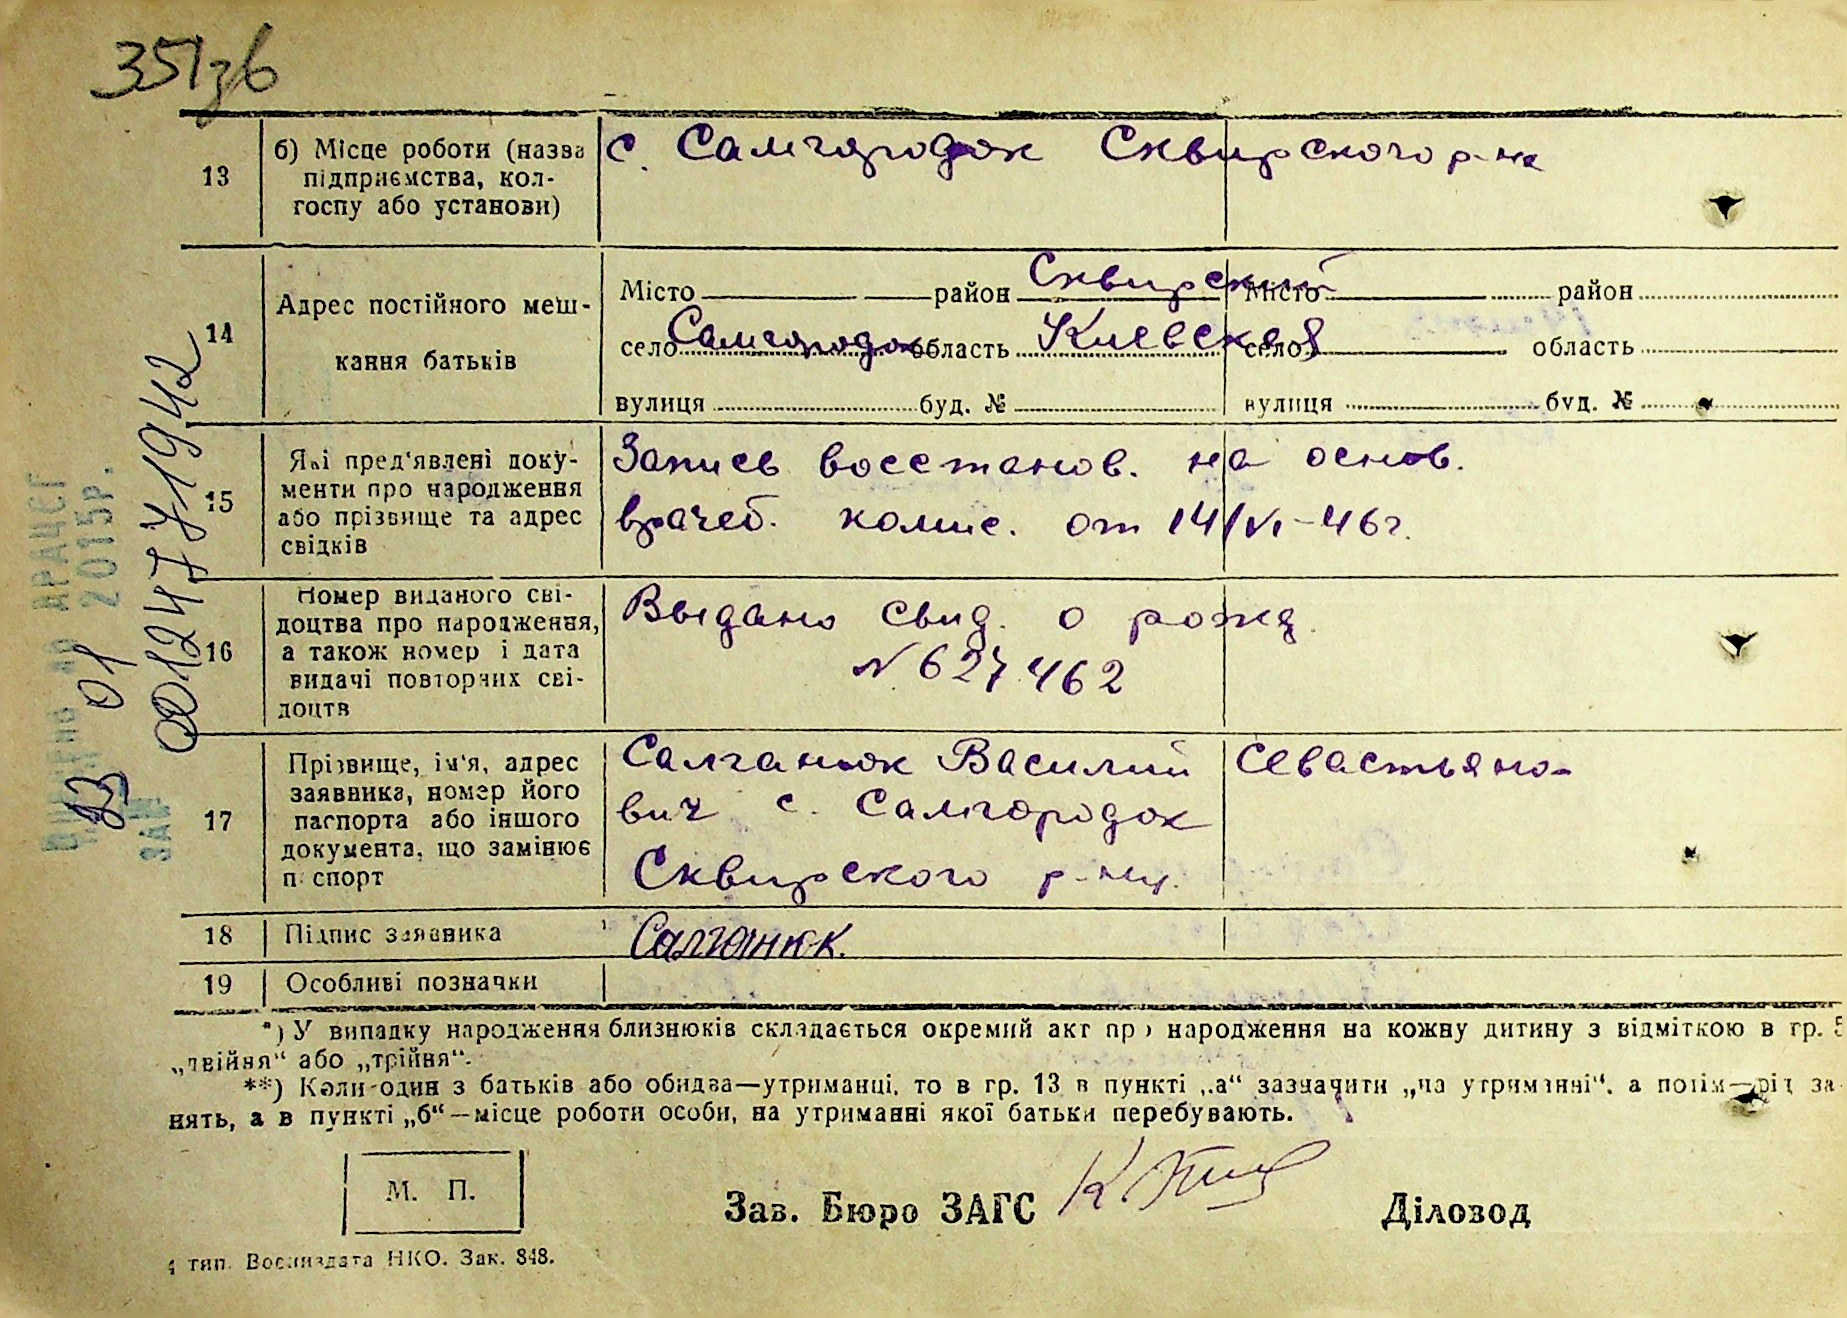 351зв
13
б) Місце роботи (назва
підприємства, кол-
госпу або установи)
с. Самгородок Сквирского р-на
14
Адрес постійного меш-
кання батьків
Місто район Сквирский
село Самгородок область Киевская
вулиця буд. №
Місто район
село область
вулиця буд. №
15
Які пред'явлені доку-
менти про народження
або прізвище та адрес
свідків
Запись восстанов. на основ.
врачеб. комис. от 14/VI-46г.
16
Номер виданого сві-
доцтва про народження,
а також номер і дата
видачі повторних сві-
доцтв
Выдано свид. о рожд.
N 627462
17
Прізвище, ім'я, адрес
заявника, номер його
паспорта або іншого
документа, що замінює
п спорт
Салганюк Василий Севастьяно-
вич с. Самгородок
Сквирского р-на.
18
Підпис заявника
Салганюк.
19
Особливі позначки
*) У випадку народження близнюків складається окремий акт про народження на кожну дитину з відміткою в гр. 5
„двійня“ або „трійня“.
**) Коли один з батьків або обидва—утриманці, то в гр. 13 в пункті „а“ зазначити „на утриманні“, а потім—рід за
нять, а в пункті „б“—місце роботи особи, на утриманні якої батьки перебувають.
М. П.
Зав. Бюро ЗАГС
Діловод
4 тип. Воениздата НКО. Зак. 848.
АРАЦСГ
2015р.
01
00124771942